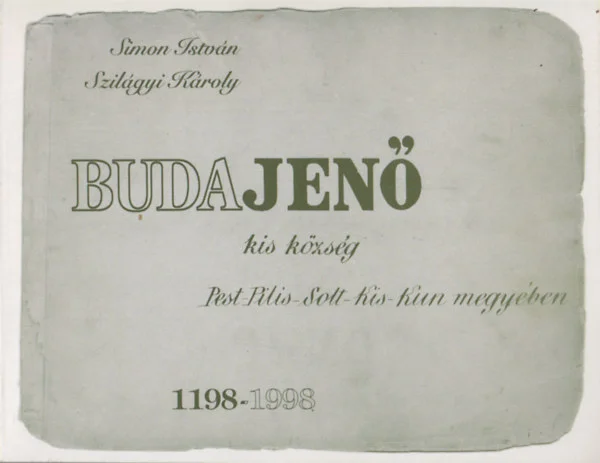 Simon István
Szilágyi Károly
BUDAJENŐ
kis község
Pest-Pilis-Solt-Kis-Kun megyében
1198-1998